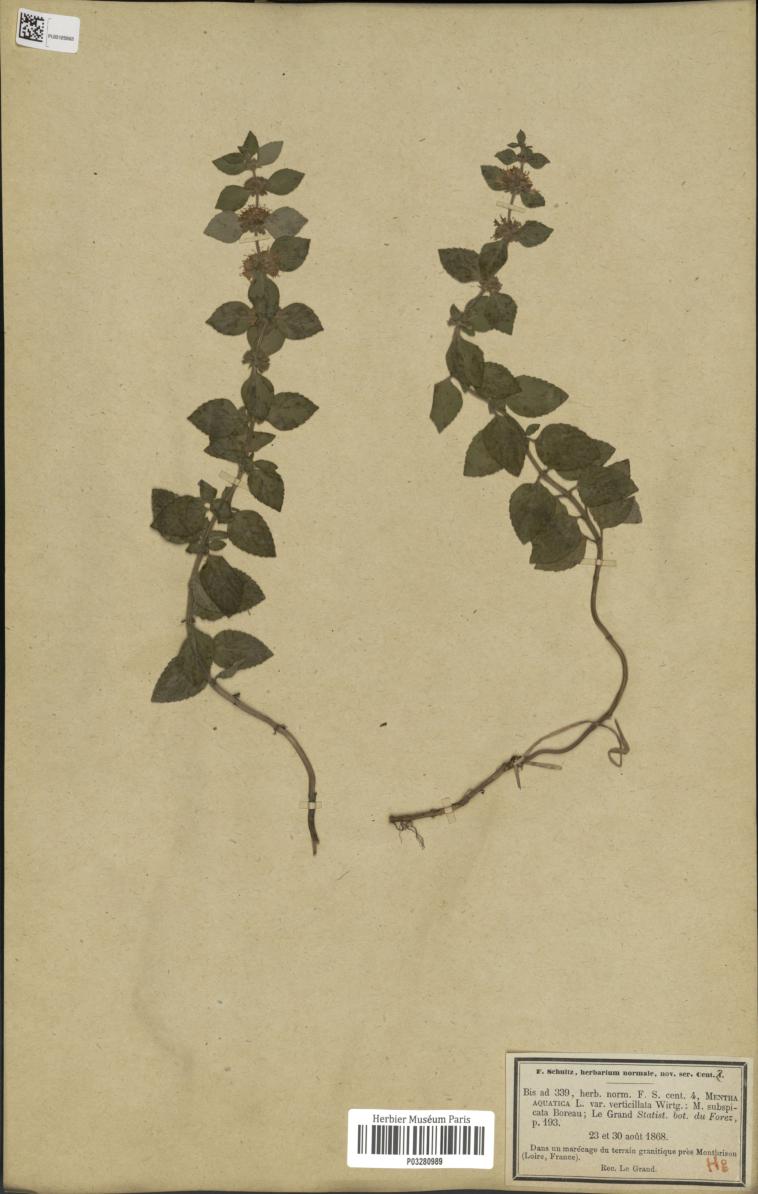 F. Schultz, herbarium normale, nov. ser. Cent. 2.
Bis ad 339, herb. norm. F. S. cent. 4, MENTHA
AQUATICA L. var. verticillata Wirtg.; M. subspi-
cata Boreau; Le Grand Statist. bot. du Forez,
p. 193.
23 et 30 août 1868.
Dans un marécage du terrain granitique près Montbrison
(Loire, France).
Rec. Le Grand.
Herbier Muséum Paris
P03280989